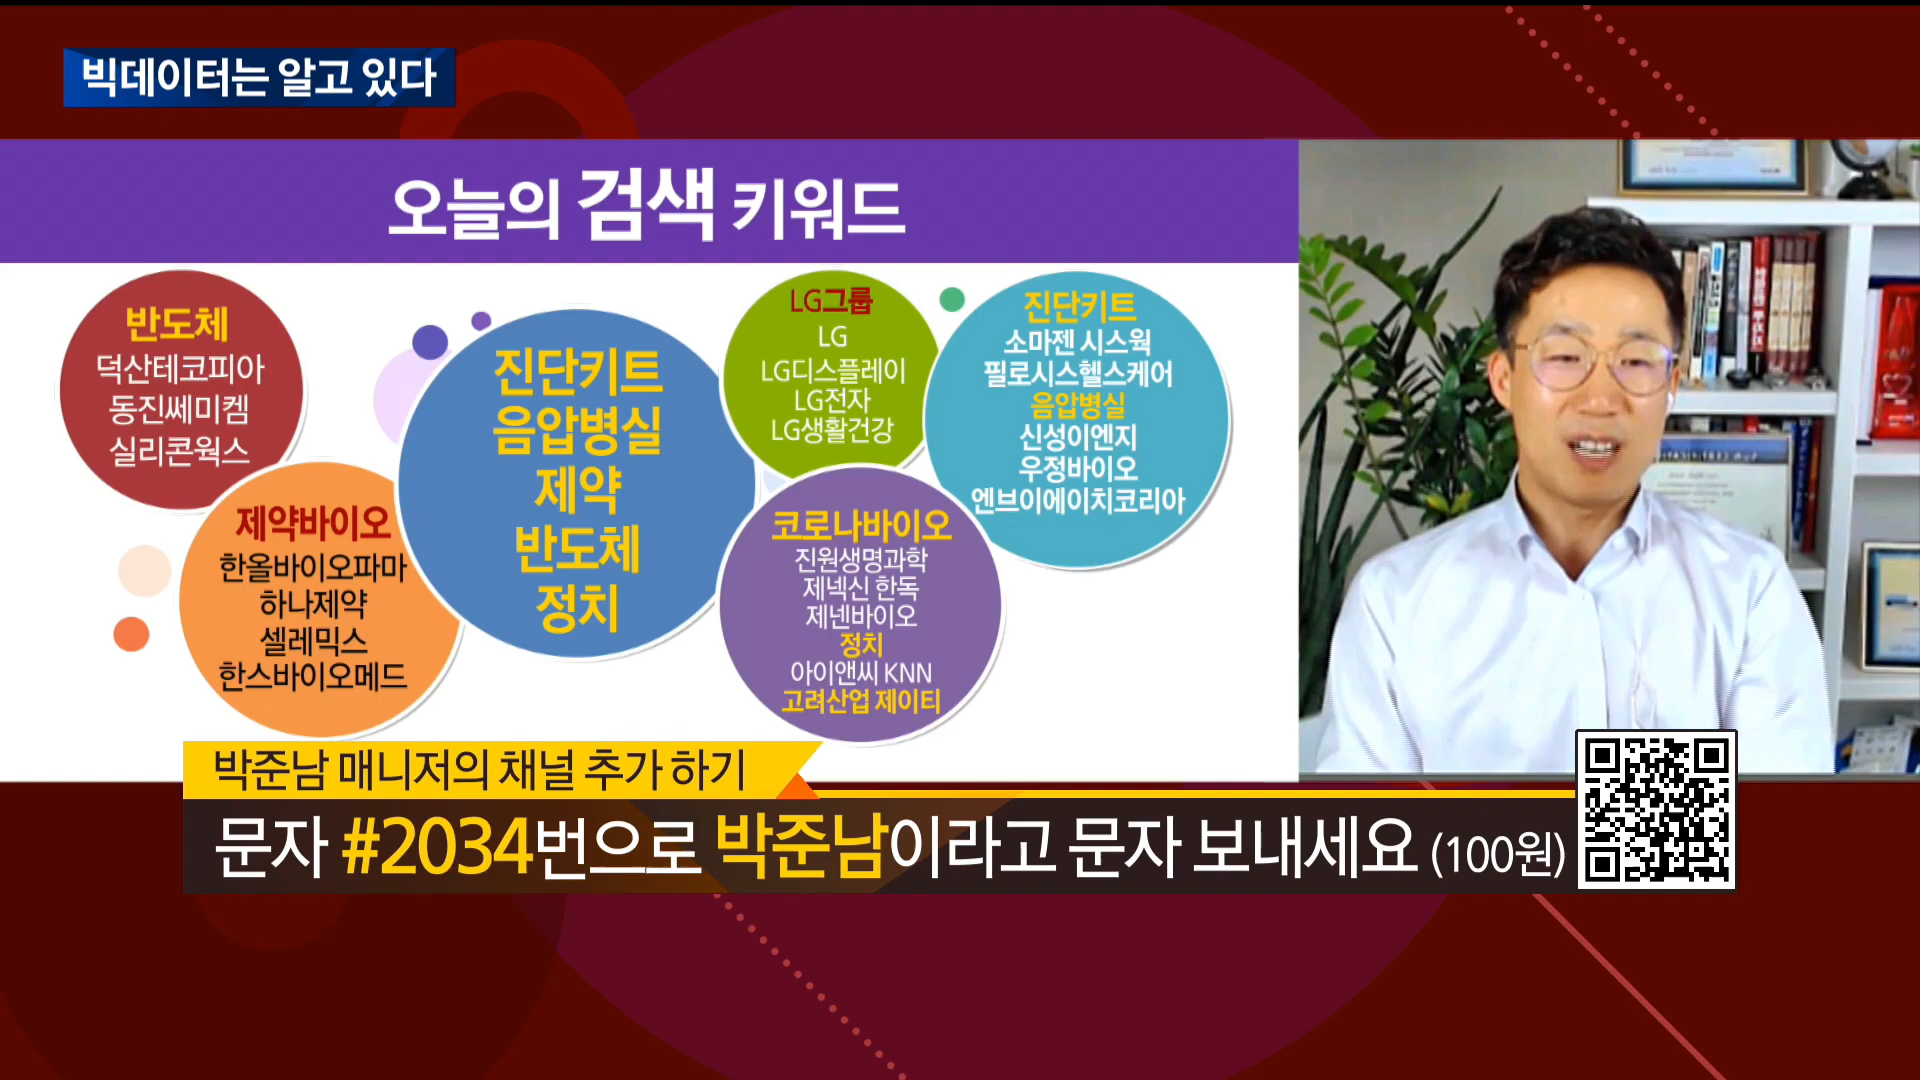 빅데이터는 알고 있다
오늘의 검색 키워드
반도체
덕산테코피아
동진쎄미켐
실리콘웍스
제약바이오
한올바이오파마
하나제약
셀레믹스
한스바이오메드
진단키트
음압병실
제약
반도체
정치
LG그룹
LG
LG디스플레이
LG전자
LG생활건강
코로나바이오
진원생명과학
제넥신 한독
제넨바이오
정치
아이앤씨 KNN
고려산업 제이티
진단키트
소마젠 시스웍
필로시스헬스케어
음압병실
신성이엔지
우정바이오
엔브이에이치코리아
박준남 매니저의 채널 추가 하기
문자 #2034번으로 박준남이라고 문자 보내세요 (100원)